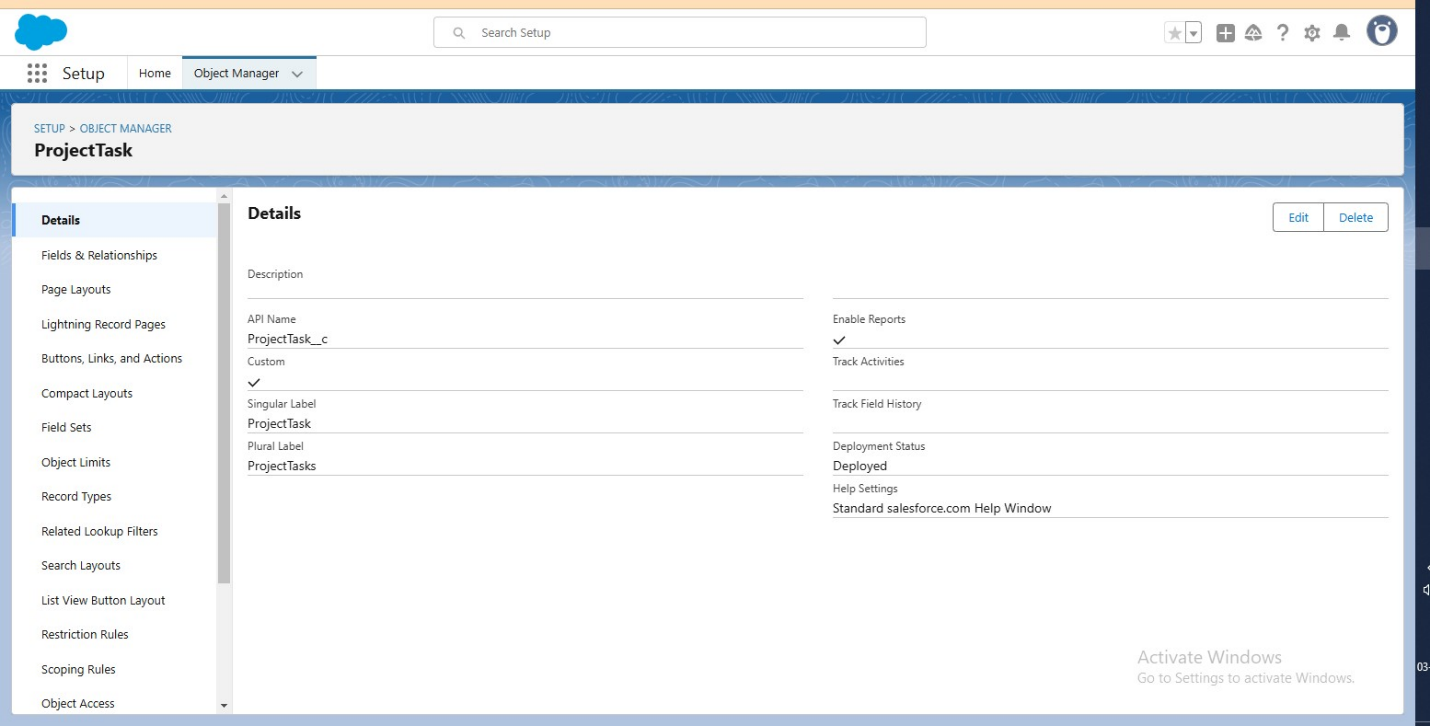 Search Setup
Setup
Home
Object Manager
SETUP > OBJECT MANAGER
ProjectTask
Details
Fields & Relationships
Page Layouts
Lightning Record Pages
Buttons, Links, and Actions
Compact Layouts
Field Sets
Object Limits
Record Types
Related Lookup Filters
Search Layouts
List View Button Layout
Restriction Rules
Scoping Rules
Object Access
Details
Edit
Delete
Description
API Name
ProjectTask__c
Custom
Singular Label
ProjectTask
Plural Label
ProjectTasks
Enable Reports
Track Activities
Track Field History
Deployment Status
Deployed
Help Settings
Standard salesforce.com Help Window
Activate Windows
Go to Settings to activate Windows.
03-